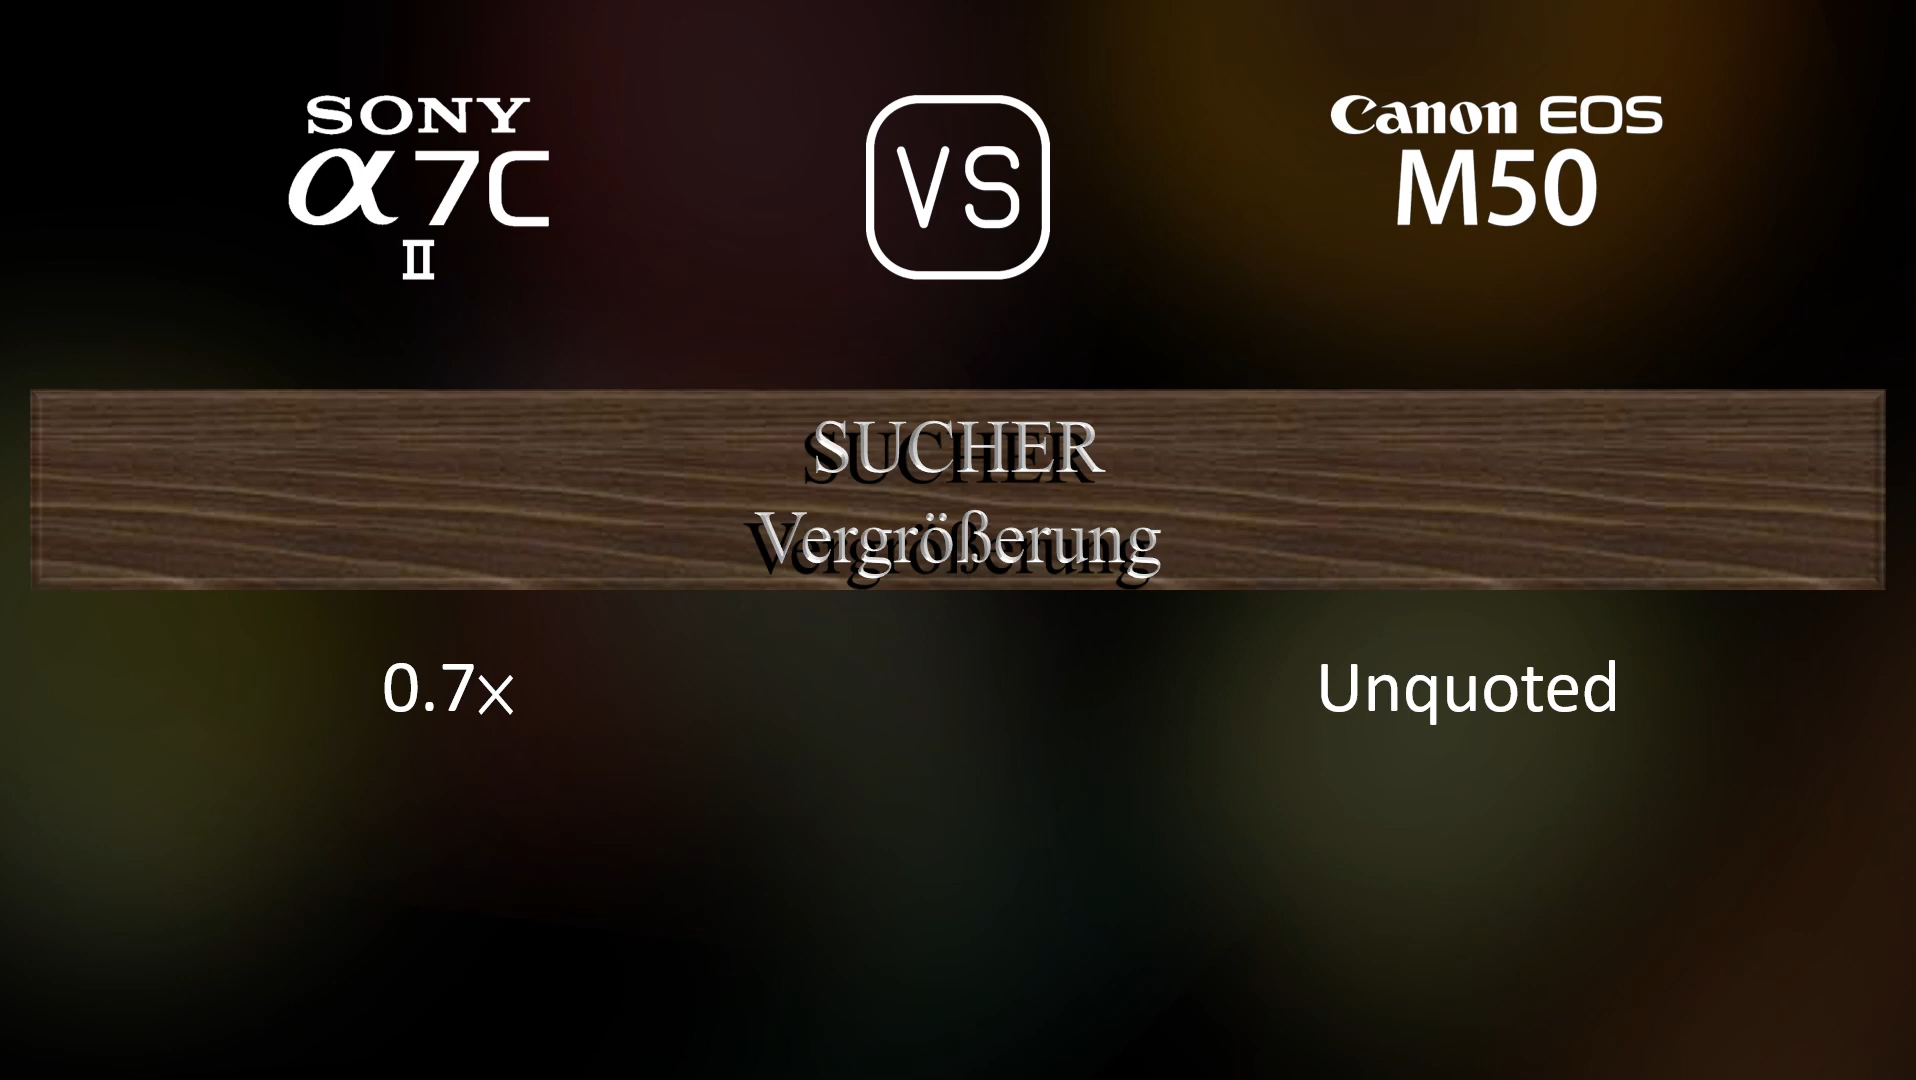 SONY
α7C
II
VS
Canon EOS
M50
SUCHER
Vergrößerung
0.7x
Unquoted